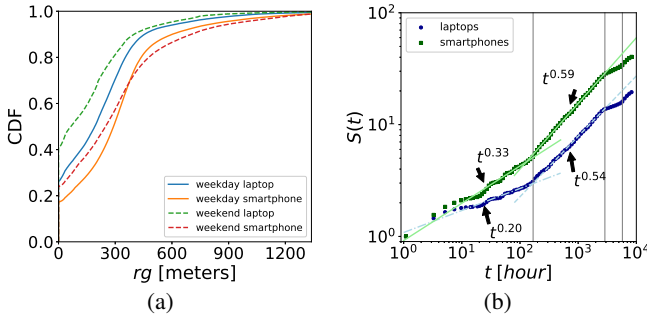 1.0
0.8
0.6
0.4
0.2
0.0
CDF
0 300 600 900 1200
rg [meters]
weekday laptop
weekday smartphone
weekend laptop
weekend smartphone
(a)
10^2
10^1
10^0
S(t)
laptops
smartphones
t^0.59
t^0.33
t^0.54
t^0.20
10^0 10^1 10^2 10^3 10^4
t [hour]
(b)